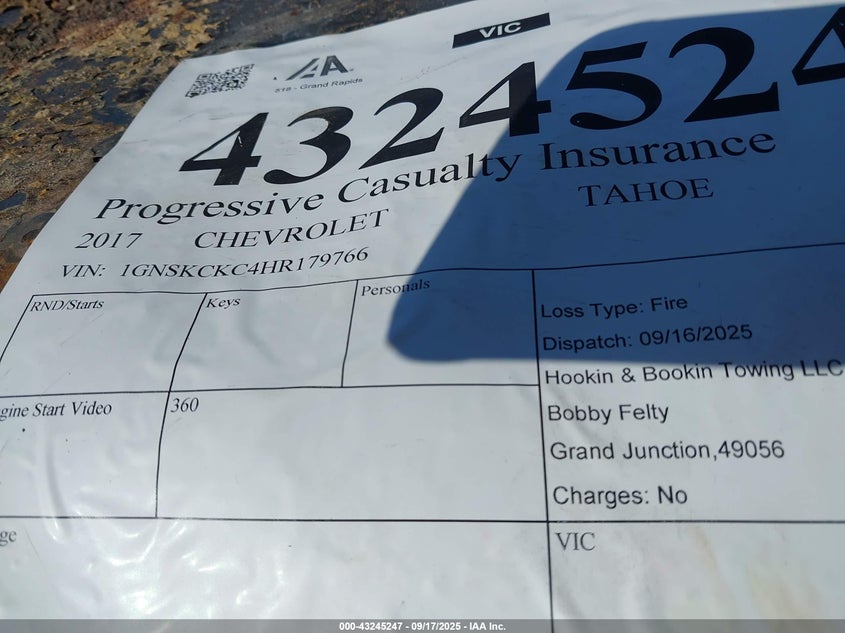 VIC
IAA
518 - Grand Rapids
4324524
Progressive Casualty Insurance
2017 CHEVROLET TAHOE
VIN: 1GNSKCKC4HR179766
RND/Starts
Keys
Personals
Loss Type: Fire
Dispatch: 09/16/2025
Hookin & Bookin Towing LLC
gine Start Video
360
Bobby Felty
Grand Junction,49056
Charges: No
ge
VIC
000-43245247 - 09/17/2025 - IAA Inc.